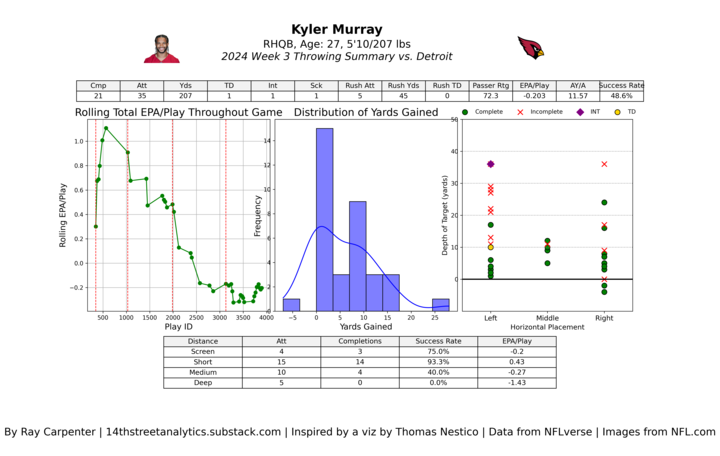 Kyler Murray
RHQB, Age: 27, 5'10/207 lbs
2024 Week 3 Throwing Summary vs. Detroit
Cmp Att Yds TD Int Sck Rush Att Rush Yds Rush TD Passer Rtg EPA/Play AY/A Success Rate
21 35 207 1 1 1 5 45 0 72.3 -0.203 11.57 48.6%
Rolling Total EPA/Play Throughout Game
Rolling EPA/Play
1.0
0.8
0.6
0.4
0.2
0.0
−0.2
500 1000 1500 2000 2500 3000 3500 4000
Play ID
Distribution of Yards Gained
Frequency
14
12
10
8
6
4
2
0
−5 0 5 10 15 20 25
Yards Gained
Complete Incomplete INT TD
Depth of Target (yards)
50
40
30
20
10
0
Left Middle Right
Horizontal Placement
Distance Att Completions Success Rate EPA/Play
Screen 4 3 75.0% -0.2
Short 15 14 93.3% 0.43
Medium 10 4 40.0% -0.27
Deep 5 0 0.0% -1.43
By Ray Carpenter | 14thstreetanalytics.substack.com | Inspired by a viz by Thomas Nestico | Data from NFLverse | Images from NFL.com